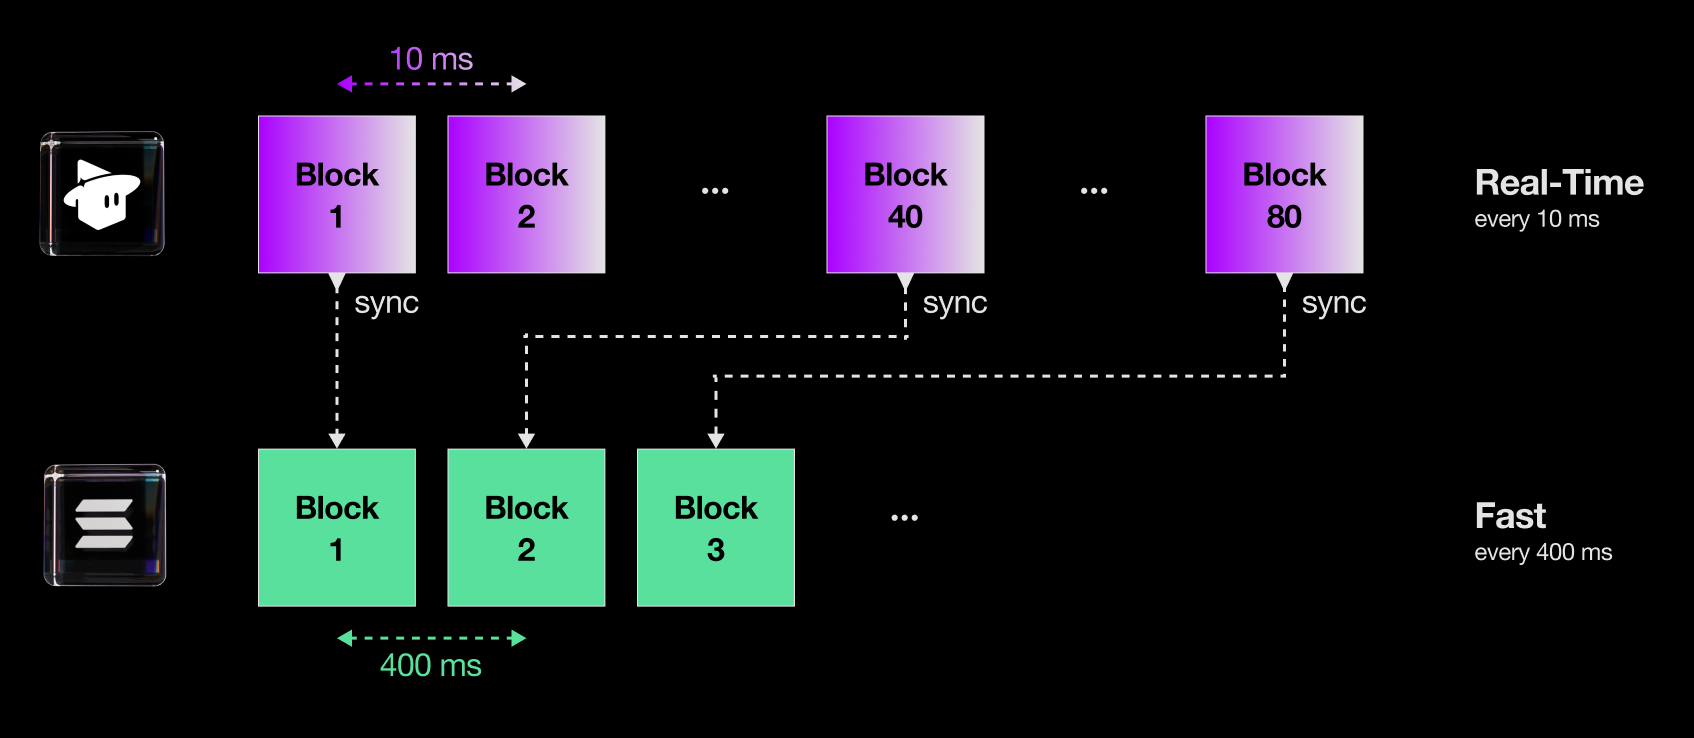 10 ms
Block
1
Block
2
...
Block
40
...
Block
80
Real-Time
every 10 ms
sync
sync
sync
Block
1
Block
2
Block
3
...
Fast
every 400 ms
400 ms